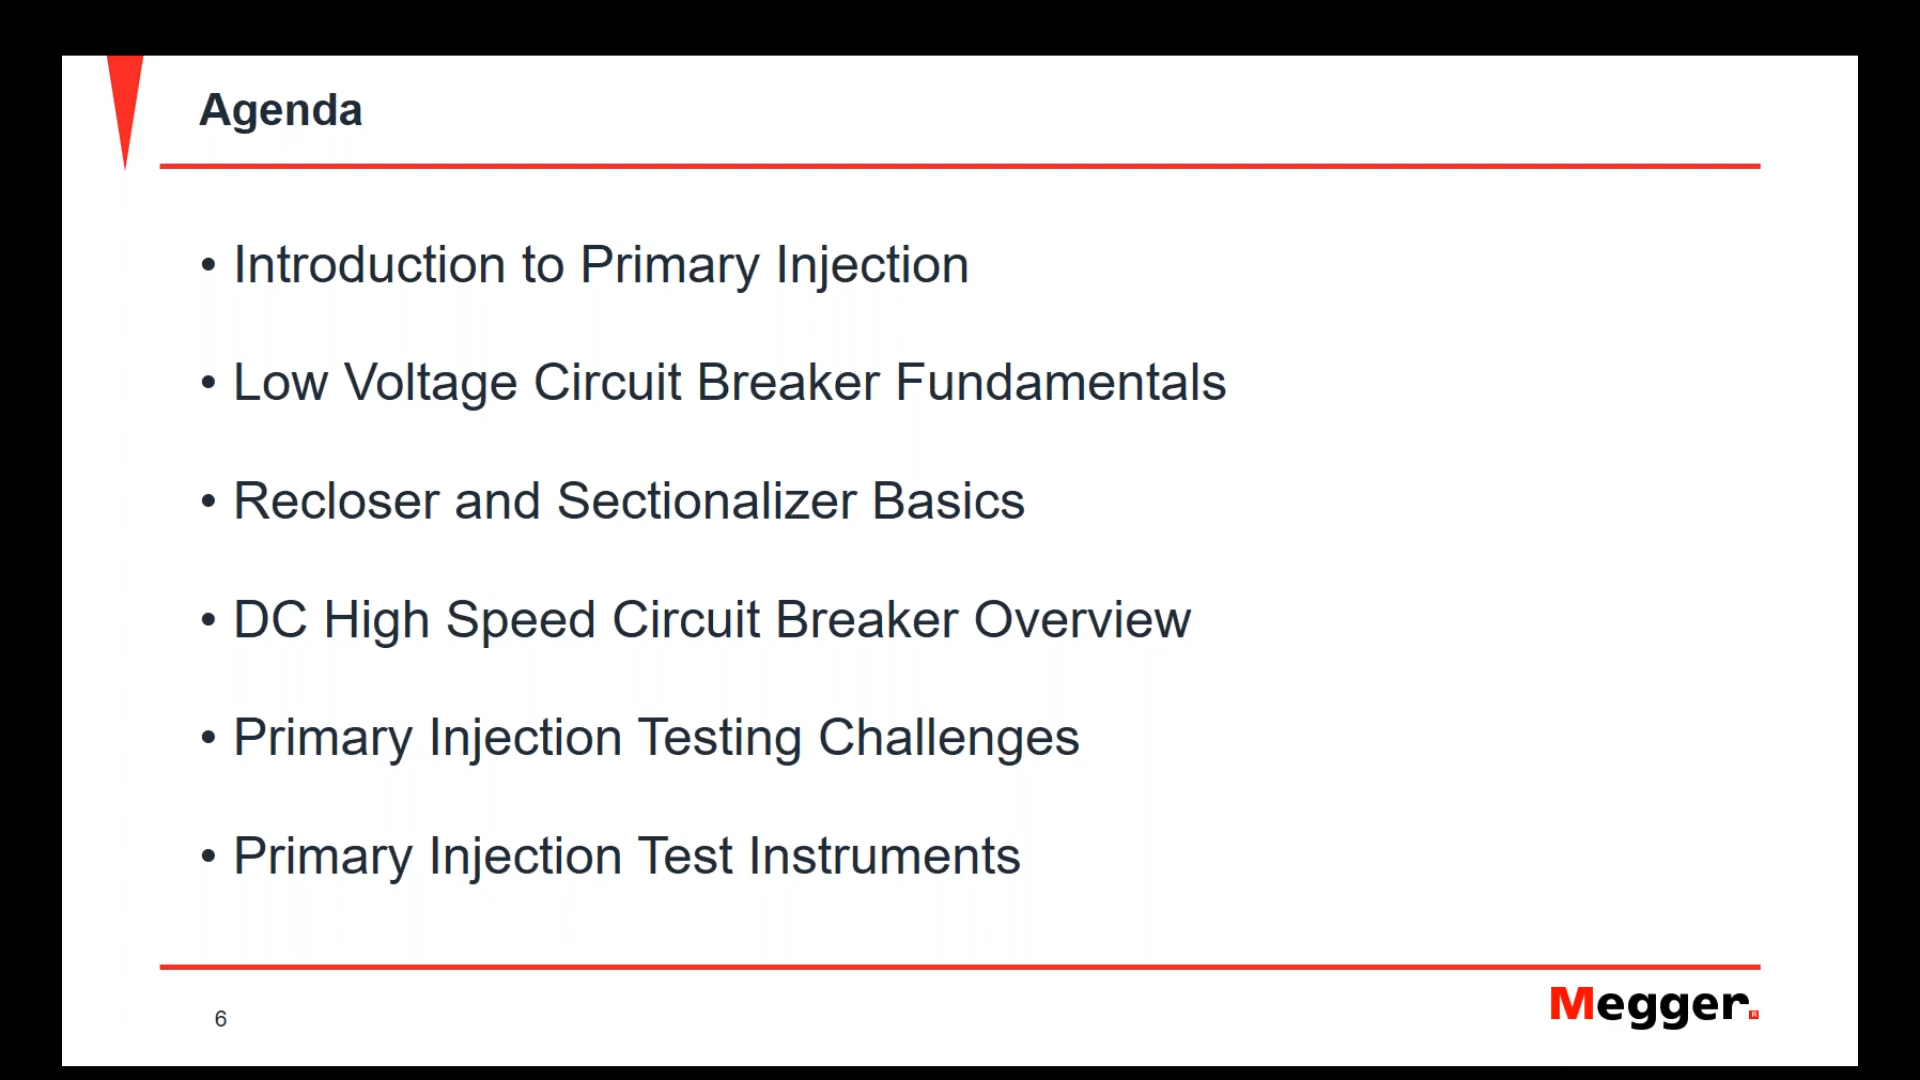 Agenda
• Introduction to Primary Injection
• Low Voltage Circuit Breaker Fundamentals
• Recloser and Sectionalizer Basics
• DC High Speed Circuit Breaker Overview
• Primary Injection Testing Challenges
• Primary Injection Test Instruments
6
Megger.